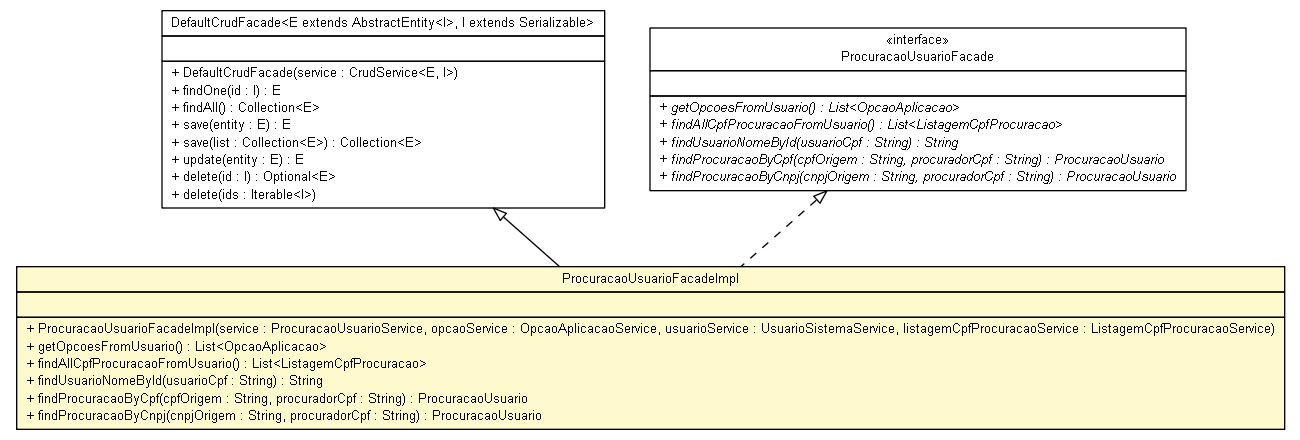 DefaultCrudFacade<E extends AbstractEntity<I>, I extends Serializable>
+ DefaultCrudFacade(service : CrudService<E, I>)
+ findOne(id : I) : E
+ findAll() : Collection<E>
+ save(entity : E) : E
+ save(list : Collection<E>) : Collection<E>
+ update(entity : E) : E
+ delete(id : I) : Optional<E>
+ delete(ids : Iterable<I>)
«interface»
ProcuracaoUsuarioFacade
+ getOpcoesFromUsuario() : List<OpcaoAplicacao>
+ findAllCpfProcuracaoFromUsuario() : List<ListagemCpfProcuracao>
+ findUsuarioNomeById(usuarioCpf : String) : String
+ findProcuracaoByCpf(cpfOrigem : String, procuradorCpf : String) : ProcuracaoUsuario
+ findProcuracaoByCnpj(cnpjOrigem : String, procuradorCpf : String) : ProcuracaoUsuario
ProcuracaoUsuarioFacadeImpl
+ ProcuracaoUsuarioFacadeImpl(service : ProcuracaoUsuarioService, opcaoService : OpcaoAplicacaoService, usuarioService : UsuarioSistemaService, listagemCpfProcuracaoService : ListagemCpfProcuracaoService)
+ getOpcoesFromUsuario() : List<OpcaoAplicacao>
+ findAllCpfProcuracaoFromUsuario() : List<ListagemCpfProcuracao>
+ findUsuarioNomeById(usuarioCpf : String) : String
+ findProcuracaoByCpf(cpfOrigem : String, procuradorCpf : String) : ProcuracaoUsuario
+ findProcuracaoByCnpj(cnpjOrigem : String, procuradorCpf : String) : ProcuracaoUsuario